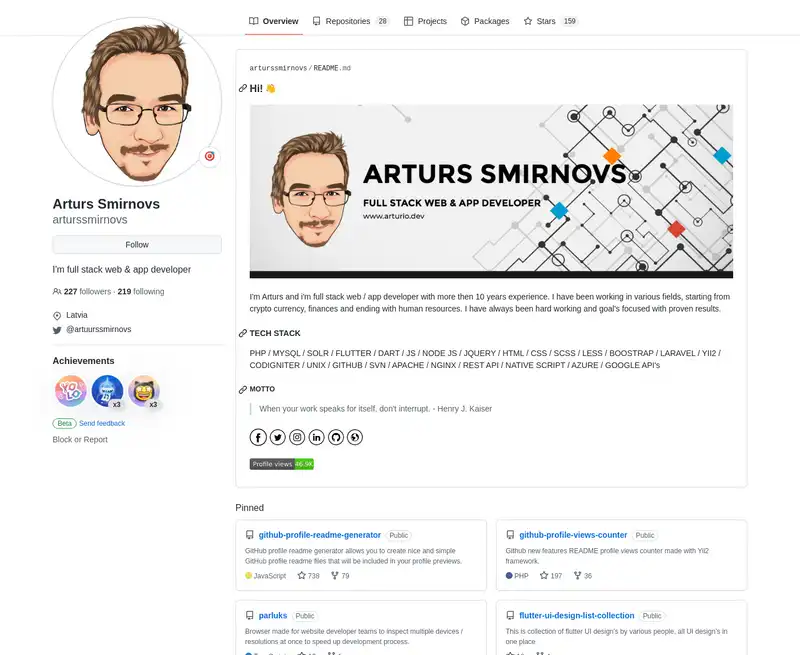 Overview Repositories 28 Projects Packages Stars 159
Arturs Smirnovs
arturssmirnovs
Follow
I'm full stack web & app developer
227 followers · 219 following
Latvia
@artuurssmirnovs
Achievements
YOLO
x3
x3
Beta Send feedback
Block or Report
arturssmirnovs / README.md
Hi! 👋
ARTURS SMIRNOVS
FULL STACK WEB & APP DEVELOPER
www.arturio.dev
I'm Arturs and i'm full stack web / app developer with more then 10 years experience. I have been working in various fields, starting from
crypto currency, finances and ending with human resources. I have always been hard working and goal's focused with proven results.
TECH STACK
PHP / MYSQL / SOLR / FLUTTER / DART / JS / NODE JS / JQUERY / HTML / CSS / SCSS / LESS / BOOSTRAP / LARAVEL / YII2 /
CODIGNITER / UNIX / GITHUB / SVN / APACHE / NGINX / REST API / NATIVE SCRIPT / AZURE / GOOGLE API's
MOTTO
When your work speaks for itself, don't interrupt. - Henry J. Kaiser
Profile views 46.9K
Pinned
github-profile-readme-generator Public
GitHub profile readme generator allows you to create nice and simple
GitHub profile readme files that will be included in your profile previews.
JavaScript 738 79
github-profile-views-counter Public
Github new features README profile views counter made with Yii2
framework.
PHP 197 36
parluks Public
Browser made for website developer teams to inspect multiple devices /
resolutions at once to speed up development process.
flutter-ui-design-list-collection Public
This is collection of flutter UI design's by various people, all UI design's in
one place